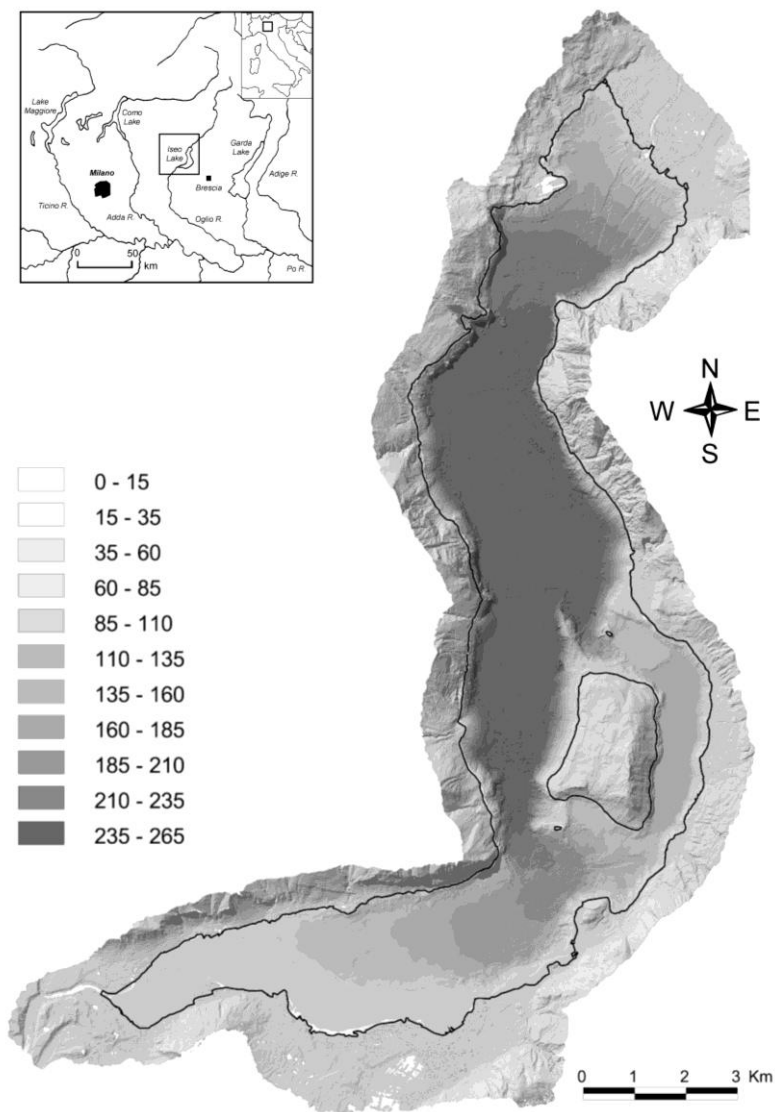 Lake
Maggiore
Como
Lake
Iseo
Lake
Garda
Lake
Adige R.
Milano
Brescia
Ticino R.
Adda R.
Oglio R.
0 50
km
Po R
N
W E
S
0 - 15
15 - 35
35 - 60
60 - 85
85 - 110
110 - 135
135 - 160
160 - 185
185 - 210
210 - 235
235 - 265
0 1 2 3 Km